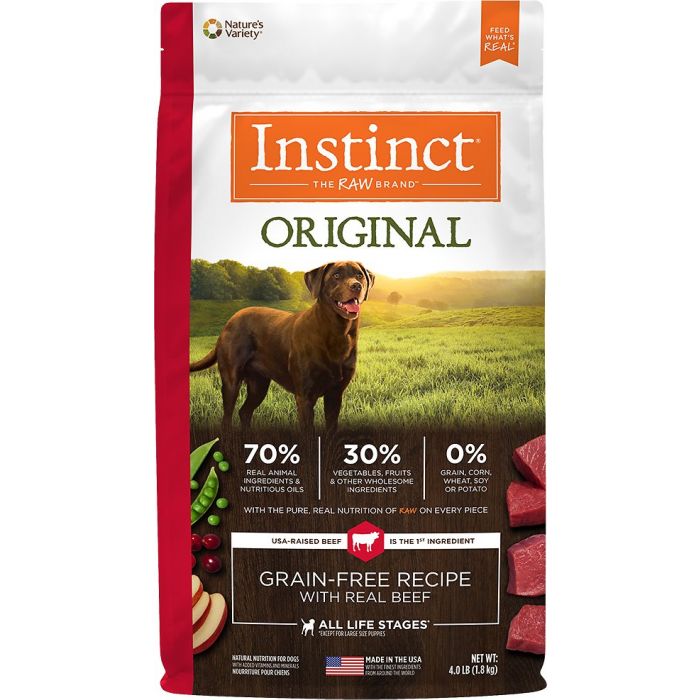 Nature's
Variety®
FEED
WHAT'S
REAL®
Instinct®
THE RAW BRAND™
ORIGINAL
70%
REAL ANIMAL
INGREDIENTS &
NUTRITIOUS OILS
30%
VEGETABLES, FRUITS
& OTHER WHOLESOME
INGREDIENTS
0%
GRAIN, CORN,
WHEAT, SOY
OR POTATO
WITH THE PURE, REAL NUTRITION OF RAW ON EVERY PIECE
USA-RAISED BEEF IS THE 1ST INGREDIENT
GRAIN-FREE RECIPE
WITH REAL BEEF
ALL LIFE STAGES*
*EXCEPT FOR LARGE SIZE PUPPIES
NATURAL NUTRITION FOR DOGS
WITH ADDED VITAMINS AND MINERALS
NOURRITURE POUR CHIENS
MADE IN THE USA
WITH THE FINEST INGREDIENTS
FROM AROUND THE WORLD
NET WT:
4.0 LB (1.8 kg)